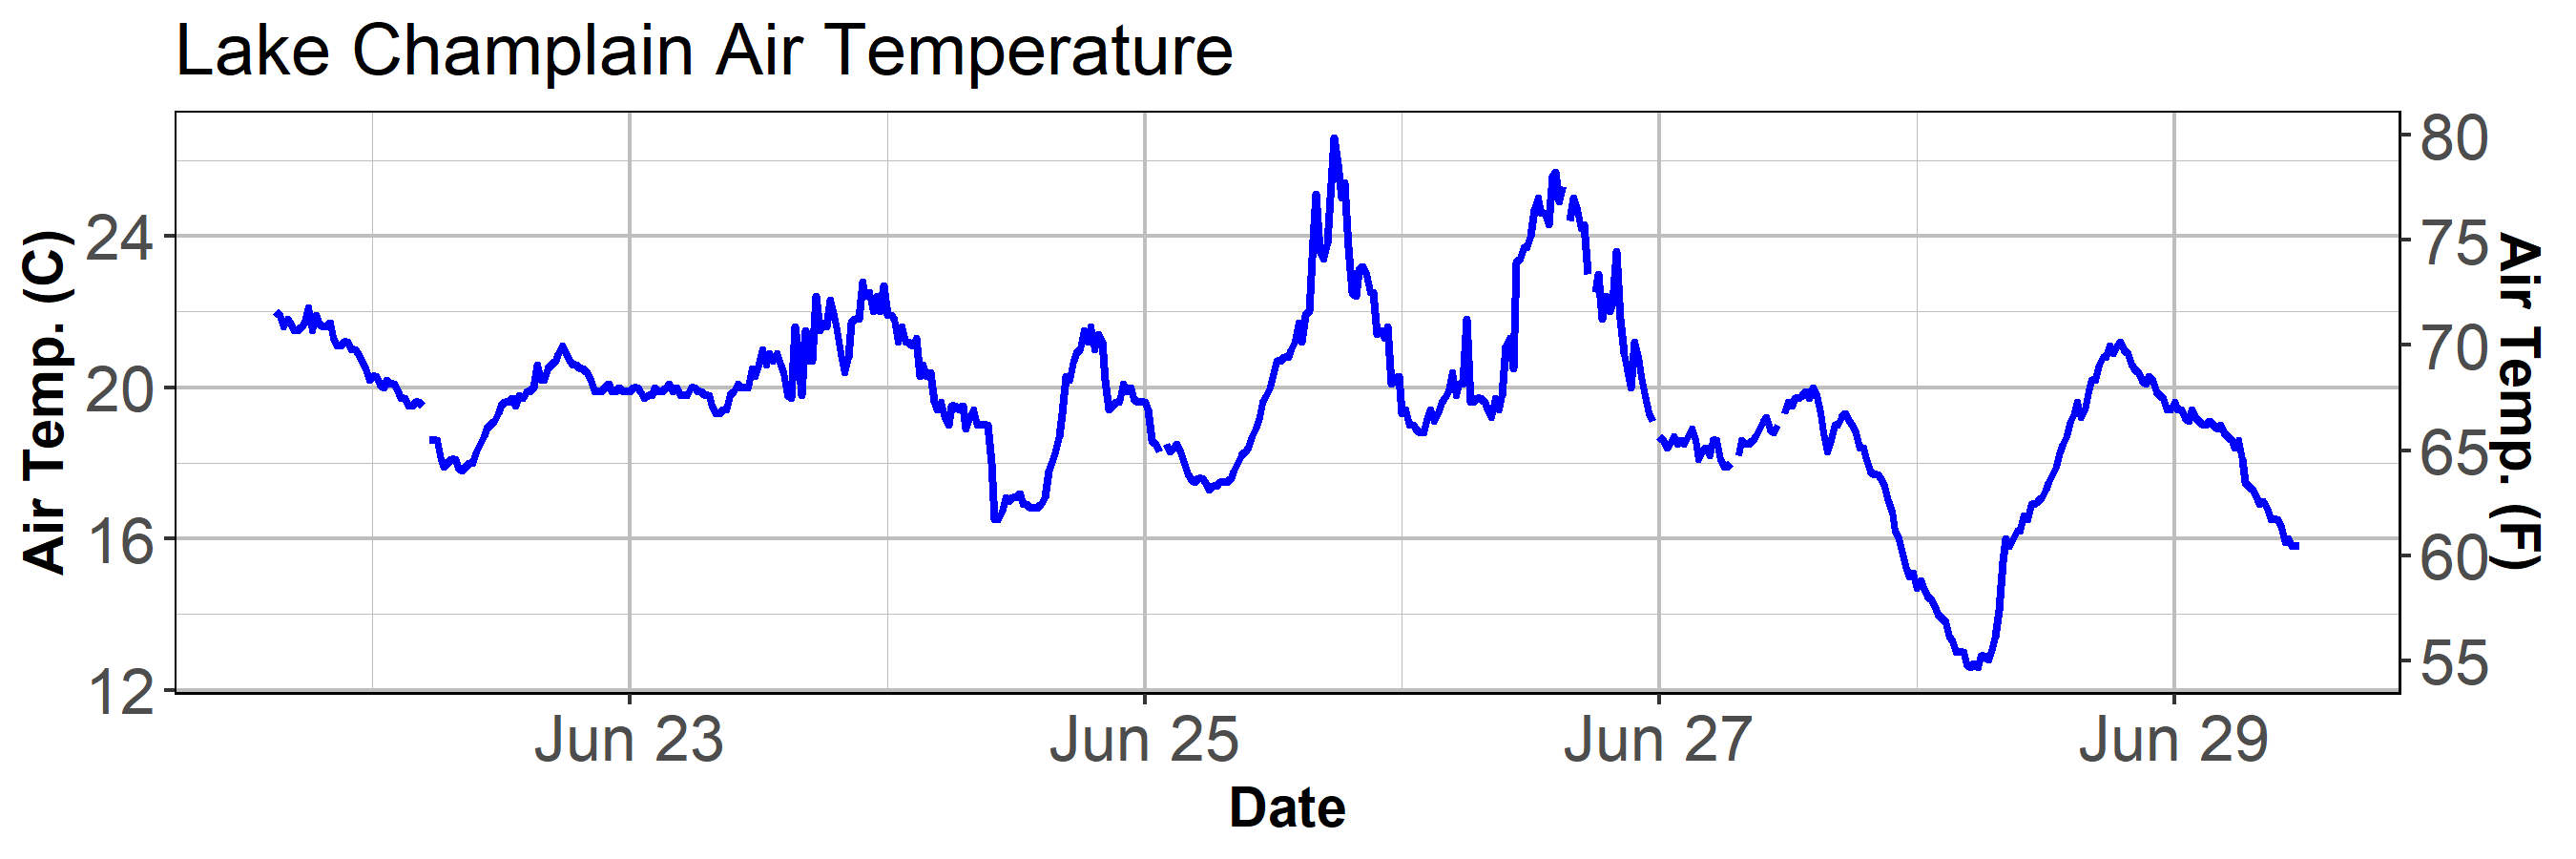 Lake Champlain Air Temperature
Air Temp. (C)
24
20
16
12
80
75
70
65
60
55
Air Temp. (F)
Jun 23 Jun 25 Jun 27 Jun 29
Date